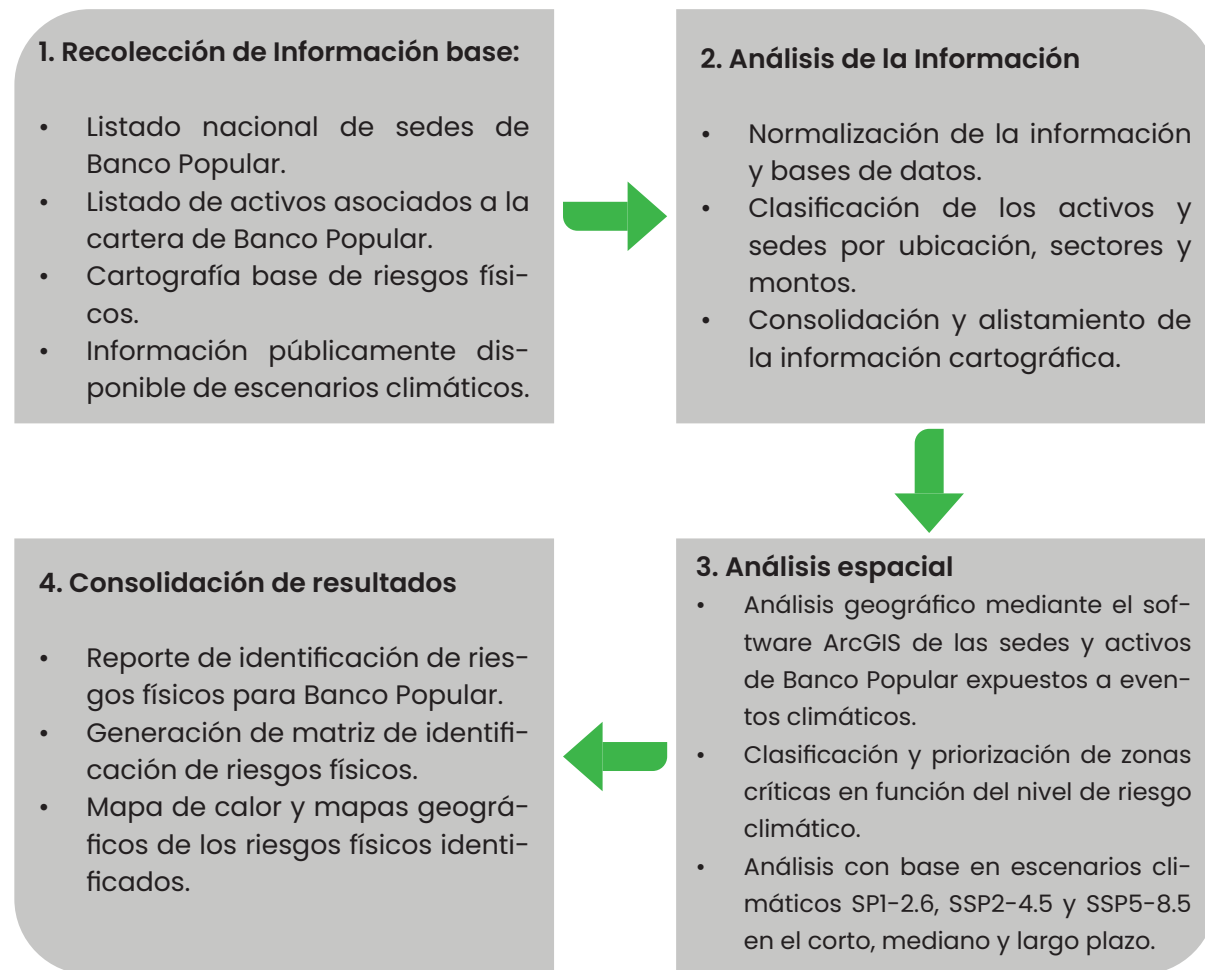 1. Recolección de Información base:
• Listado nacional de sedes de
Banco Popular.
• Listado de activos asociados a la
cartera de Banco Popular.
• Cartografía base de riesgos físi-
cos.
• Información públicamente dis-
ponible de escenarios climáticos.
2. Análisis de la Información
• Normalización de la información
y bases de datos.
• Clasificación de los activos y
sedes por ubicación, sectores y
montos.
• Consolidación y alistamiento de
la información cartográfica.
3. Análisis espacial
• Análisis geográfico mediante el sof-
tware ArcGIS de las sedes y activos
de Banco Popular expuestos a even-
tos climáticos.
• Clasificación y priorización de zonas
críticas en función del nivel de riesgo
climático.
• Análisis con base en escenarios cli-
máticos SP1-2.6, SSP2-4.5 y SSP5-8.5
en el corto, mediano y largo plazo.
4. Consolidación de resultados
• Reporte de identificación de ries-
gos físicos para Banco Popular.
• Generación de matriz de identifi-
cación de riesgos físicos.
• Mapa de calor y mapas geográ-
ficos de los riesgos físicos identi-
ficados.